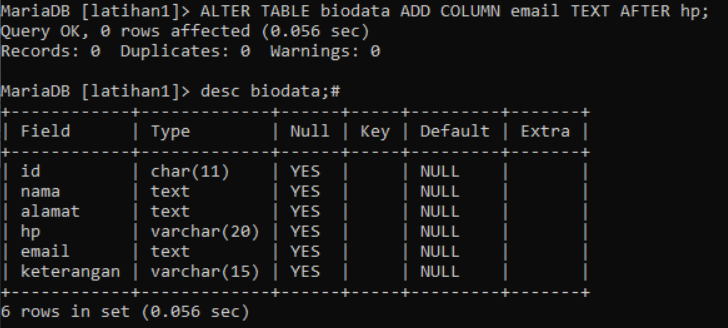 MariaDB [latihan1]> ALTER TABLE biodata ADD COLUMN email TEXT AFTER hp;
Query OK, 0 rows affected (0.056 sec)
Records: 0  Duplicates: 0  Warnings: 0

MariaDB [latihan1]> desc biodata;#
+------------+-------------+------+-----+---------+-------+
| Field      | Type        | Null | Key | Default | Extra |
+------------+-------------+------+-----+---------+-------+
| id         | char(11)    | YES  |     | NULL    |       |
| nama       | text        | YES  |     | NULL    |       |
| alamat     | text        | YES  |     | NULL    |       |
| hp         | varchar(20) | YES  |     | NULL    |       |
| email      | text        | YES  |     | NULL    |       |
| keterangan | varchar(15) | YES  |     | NULL    |       |
+------------+-------------+------+-----+---------+-------+
6 rows in set (0.056 sec)